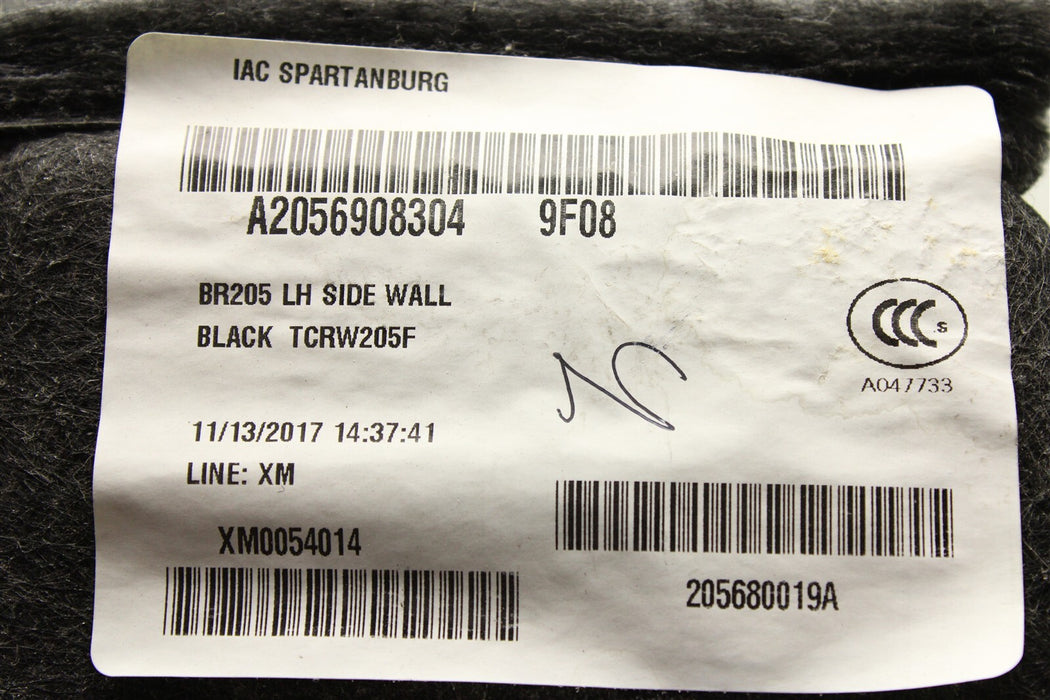 IAC SPARTANBURG
A2056908304 9F08
BR205 LH SIDE WALL
BLACK TCRW205F
CCC S
A047733
11/13/2017 14:37:41
LINE: XM
XM0054014
205680019A